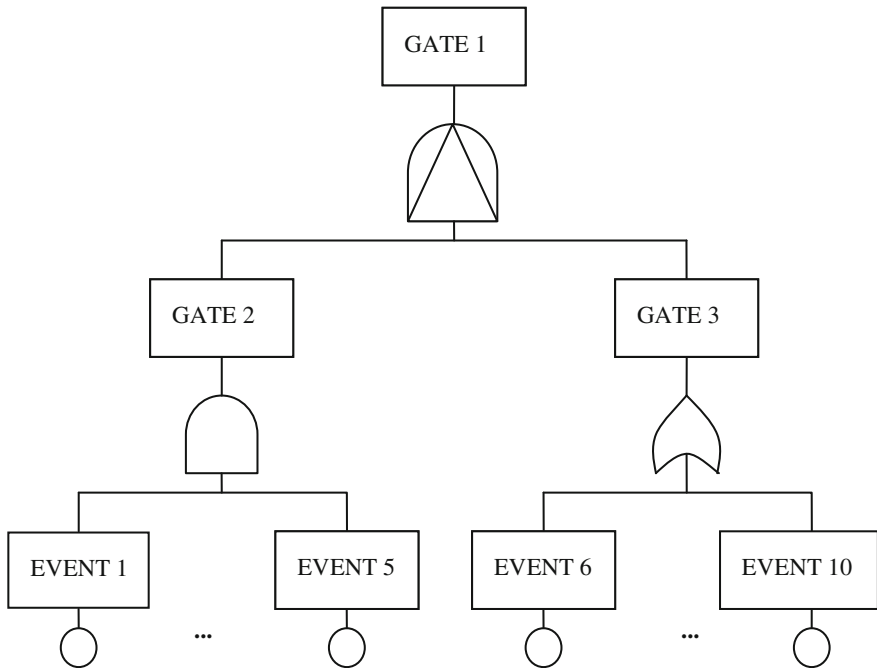 GATE 1
GATE 2
GATE 3
EVENT 1
EVENT 5
EVENT 6
EVENT 10
...
...